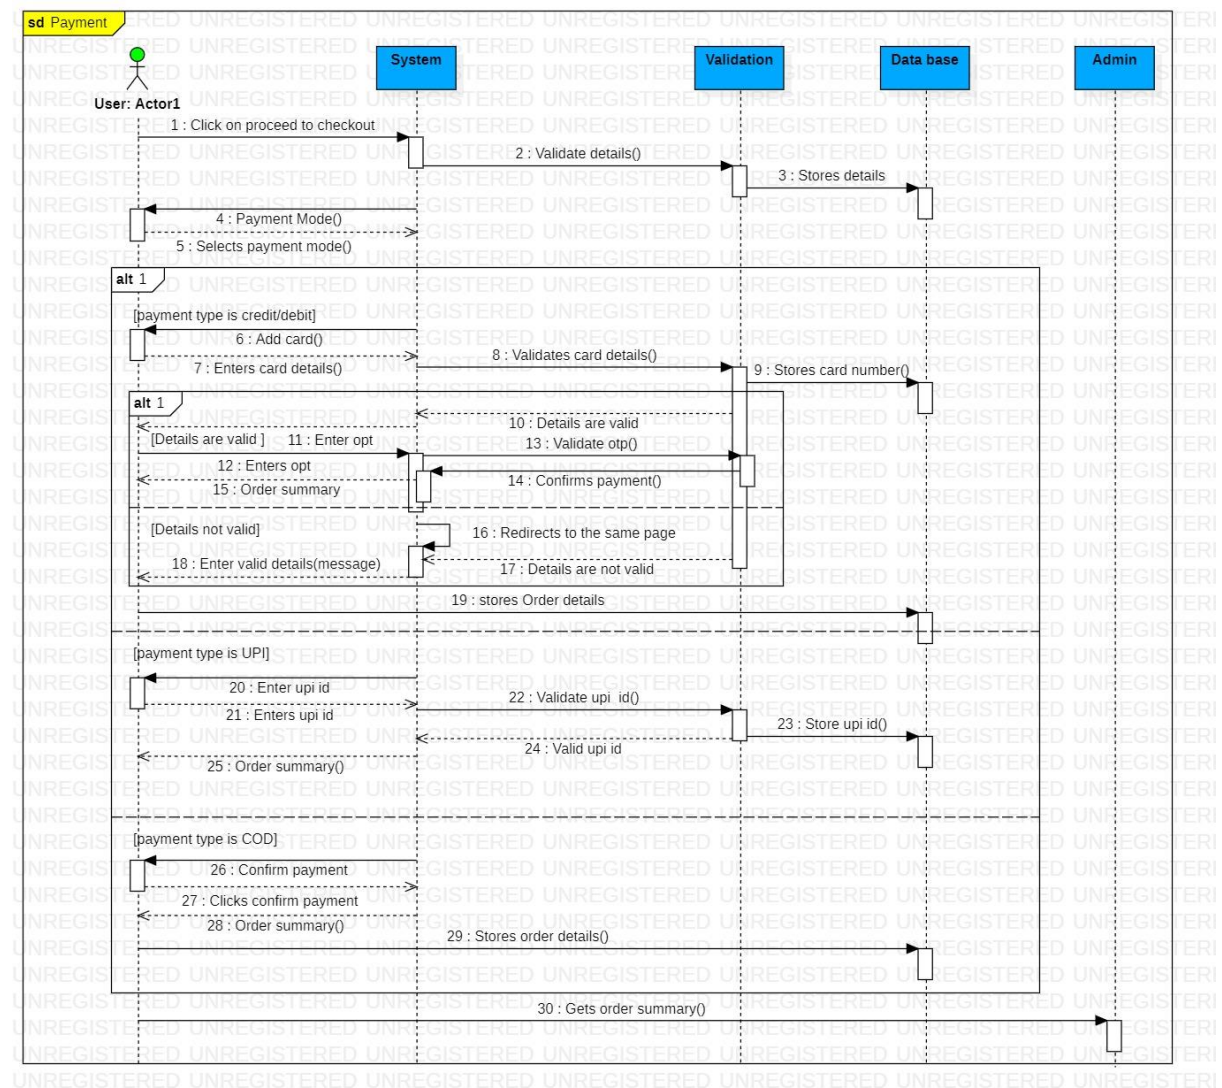 sd Payment
System
Validation
Data base
Admin
User: Actor1
1 : Click on proceed to checkout
2 : Validate details()
3 : Stores details
4 : Payment Mode()
5 : Selects payment mode()
alt 1
[payment type is credit/debit]
6 : Add card()
7 : Enters card details()
8 : Validates card details()
9 : Stores card number()
alt 1
10 : Details are valid
[Details are valid ]
11 : Enter opt
13 : Validate otp()
12 : Enters opt
14 : Confirms payment()
15 : Order summary
[Details not valid]
16 : Redirects to the same page
18 : Enter valid details(message)
17 : Details are not valid
19 : stores Order details
[payment type is UPI]
20 : Enter upi id
21 : Enters upi id
22 : Validate upi  id()
23 : Store upi id()
24 : Valid upi id
25 : Order summary()
[payment type is COD]
26 : Confirm payment
27 : Clicks confirm payment
28 : Order summary()
29 : Stores order details()
30 : Gets order summary()
UNREGISTERED